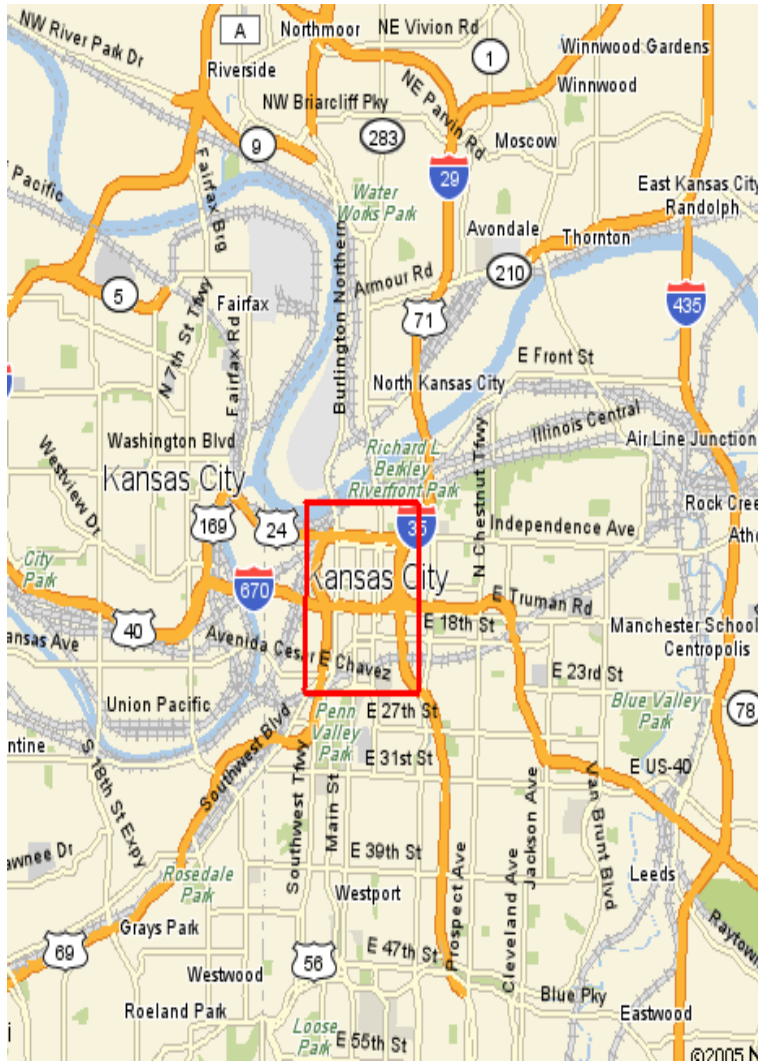 NW River Park Dr
A
Northmoor
NE Vivion Rd
1
Winnwood Gardens
Riverside
Winnwood
NW Briarcliff Pky
NE Parvin Rd
283
9
Moscow
29
Pacific
Fairfax Brg
Water
Works Park
East Kansas City
Randolph
Avondale
Thornton
210
Armour Rd
5
Fairfax
71
435
N 7th St Tfwy
Fairfax Rd
Burlington Northern
E Front St
North Kansas City
Illinois Central
Washington Blvd
Richard L
Berkley
Riverfront Park
Air Line Junction
Kansas City
Westview Dr
N Chestnut Tfwy
Rock Cree
169
24
35
Independence Ave
Atho
City
Park
670
Kansas City
E Truman Rd
40
E 18th St
Manchester School
Centropolis
ansas Ave
Avenida Cesar E Chavez
E 23rd St
Union Pacific
Blue Valley
Park
78
E 27th St
Penn
Valley
Park
ntine
S 18th St Expy
Southwest Blvd
E 31st St
E US-40
Southwest Tfwy
Main St
Van Brunt Blvd
Jackson Ave
awnee Dr
E 39th St
Rosedale
Park
Westport
Leeds
Cleveland Ave
Prospect Ave
Grays Park
Raytown
69
56
E 47th St
Westwood
Blue Pky
Roeland Park
Eastwood
i
Loose
Park
E 55th St
©2005 N